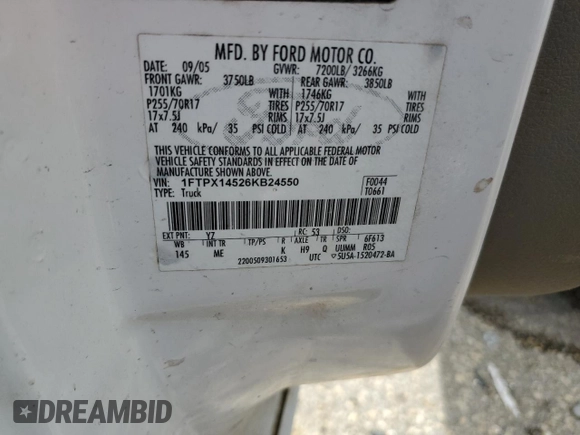 MFD. BY FORD MOTOR CO.
DATE: 09/05 GVWR: 7200LB/ 3266KG
FRONT GAWR: 3750LB REAR GAWR: 3850LB
1701KG WITH 1746KG WITH
P255/70R17 TIRES P255/70R17 TIRES
17x7.5J RIMS 17x7.5J RIMS
AT 240 kPa/ 35 PSI COLD AT 240 kPa/ 35 PSI COLD
THIS VEHICLE CONFORMS TO ALL APPLICABLE FEDERAL MOTOR
VEHICLE SAFETY STANDARDS IN EFFECT ON THE DATE OF
MANUFACTURE SHOWN ABOVE.
VIN: 1FTPX14526KB24550 F0044
TYPE: Truck T0661
EXT PNT: YZ RC: 53 DSO:
WB INT TR TP/PS R AXLE TR SPR 6F613
145 ME K H9 Q UUMM R05
2200509301653 UTC 5USA-1520472-BA
DREAMBID